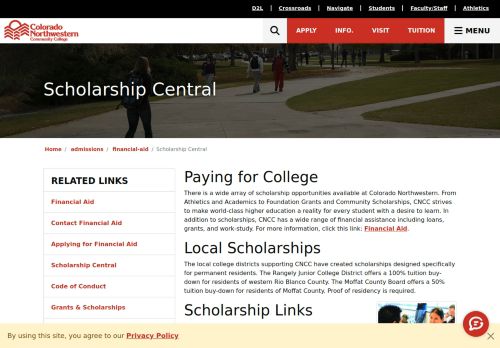 D2L | Crossroads | Navigate | Students | Faculty/Staff | Athletics
Colorado
Northwestern
Community College
APPLY INFO. VISIT TUITION MENU
Scholarship Central
Home / admissions / financial-aid / Scholarship Central
RELATED LINKS
Financial Aid
Contact Financial Aid
Applying for Financial Aid
Scholarship Central
Code of Conduct
Grants & Scholarships
Paying for College
There is a wide array of scholarship opportunities available at Colorado Northwestern. From
Athletics and Academics to Foundation Grants and Community Scholarships, CNCC strives
to make world-class higher education a reality for every student with a desire to learn. In
addition to scholarships, CNCC has a wide range of financial assistance including loans,
grants, and work-study. For more information, click this link: Financial Aid.
Local Scholarships
The local college districts supporting CNCC have created scholarships designed specifically
for permanent residents. The Rangely Junior College District offers a 100% tuition buy-
down for residents of western Rio Blanco County. The Moffat County Board offers a 50%
tuition buy-down for residents of Moffat County. Proof of residency is required.
Scholarship Links
By using this site, you agree to our Privacy Policy
×